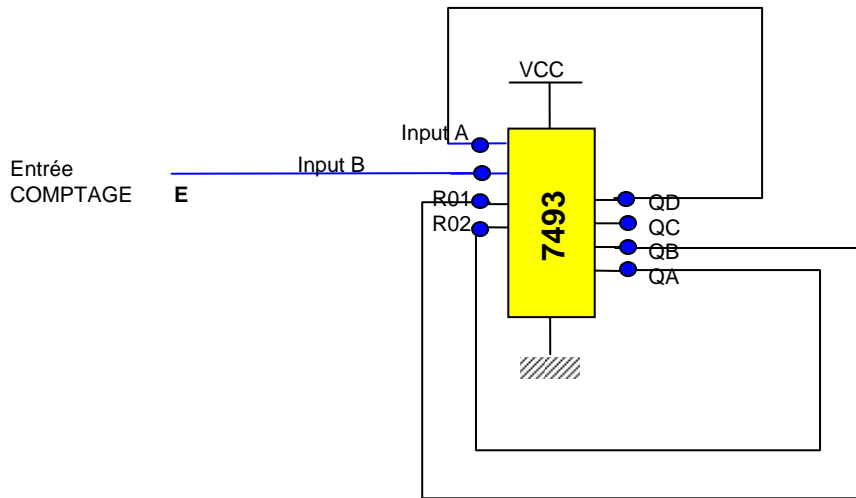 VCC
Input A
Entrée
Input B
COMPTAGE E
R01
R02
7493
QD
QC
QB
QA